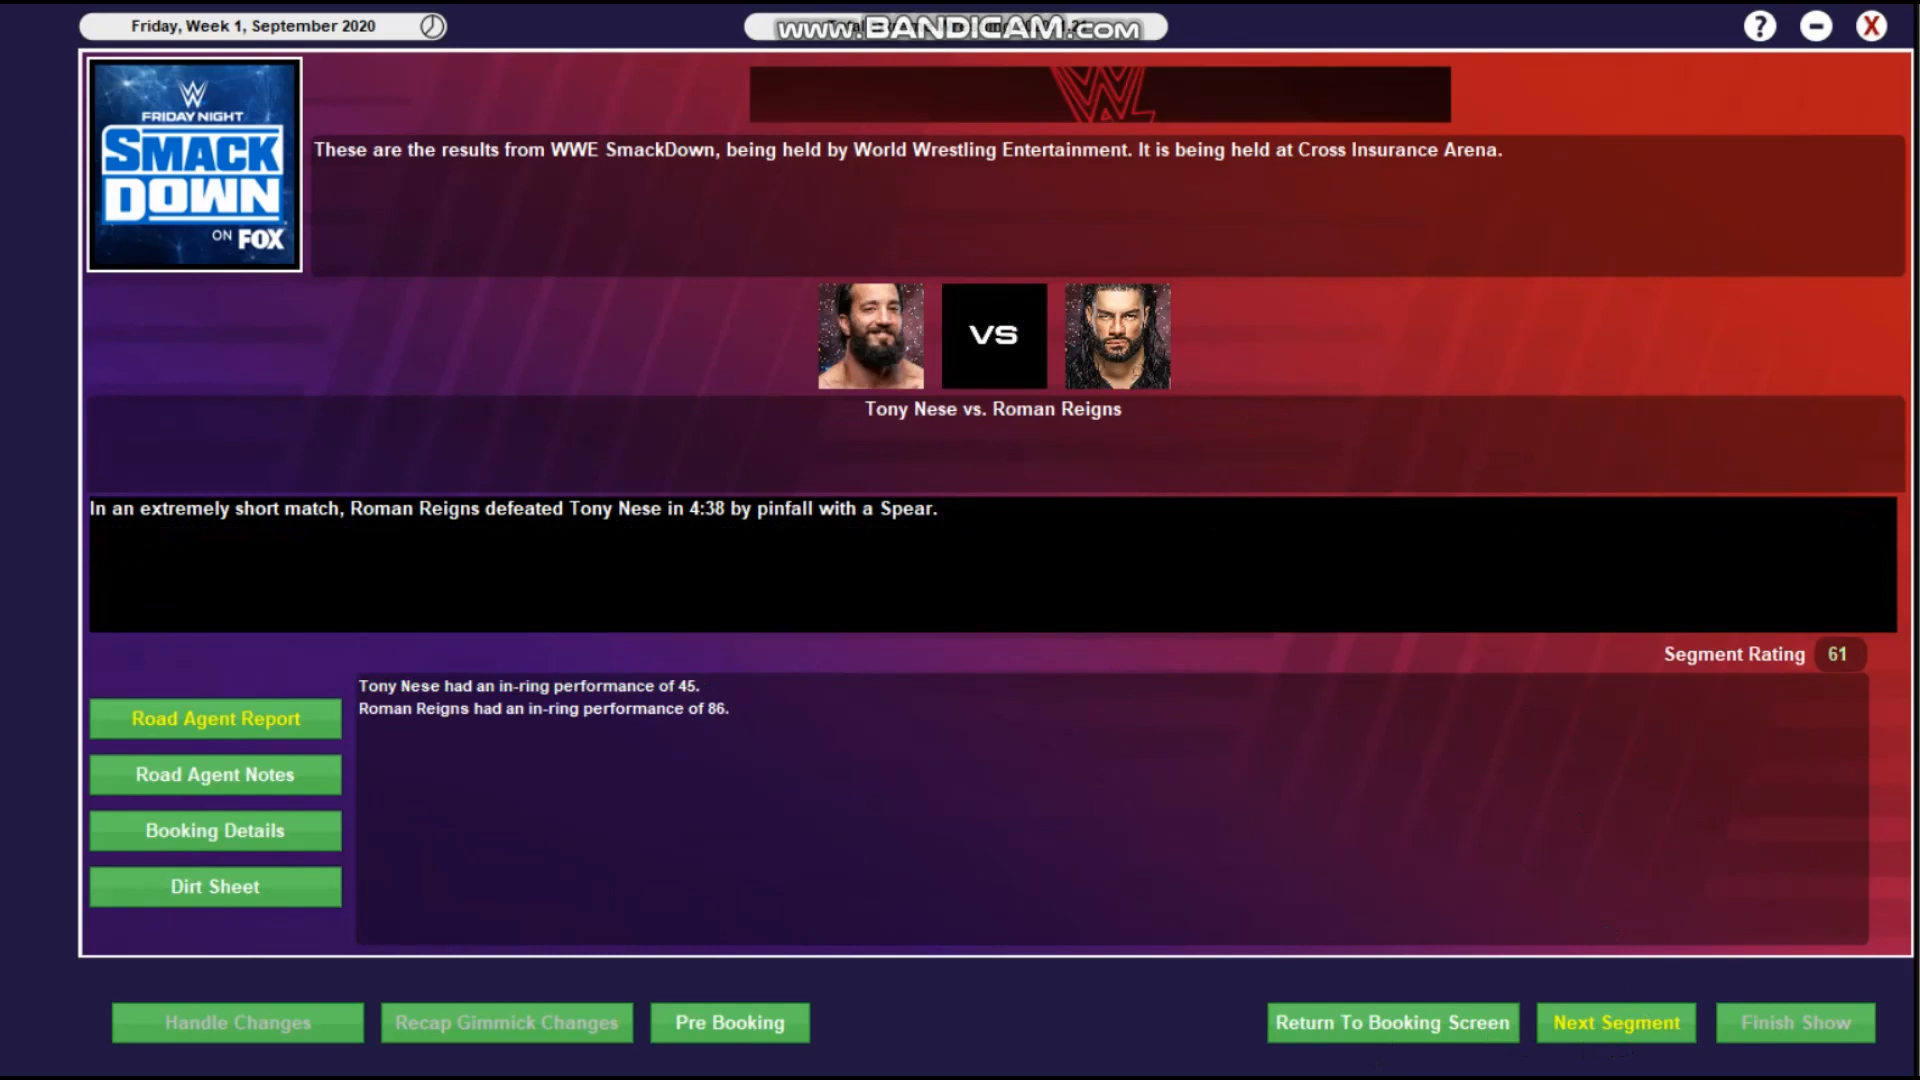 Friday, Week 1, September 2020
www.BANDICAM.com
?
X
W
FRIDAY NIGHT
SMACK
DOWN
ON FOX
These are the results from WWE SmackDown, being held by World Wrestling Entertainment. It is being held at Cross Insurance Arena.
VS
Tony Nese vs. Roman Reigns
In an extremely short match, Roman Reigns defeated Tony Nese in 4:38 by pinfall with a Spear.
Segment Rating 61
Tony Nese had an in-ring performance of 45.
Roman Reigns had an in-ring performance of 86.
Road Agent Report
Road Agent Notes
Booking Details
Dirt Sheet
Handle Changes
Recap Gimmick Changes
Pre Booking
Return To Booking Screen
Next Segment
Finish Show